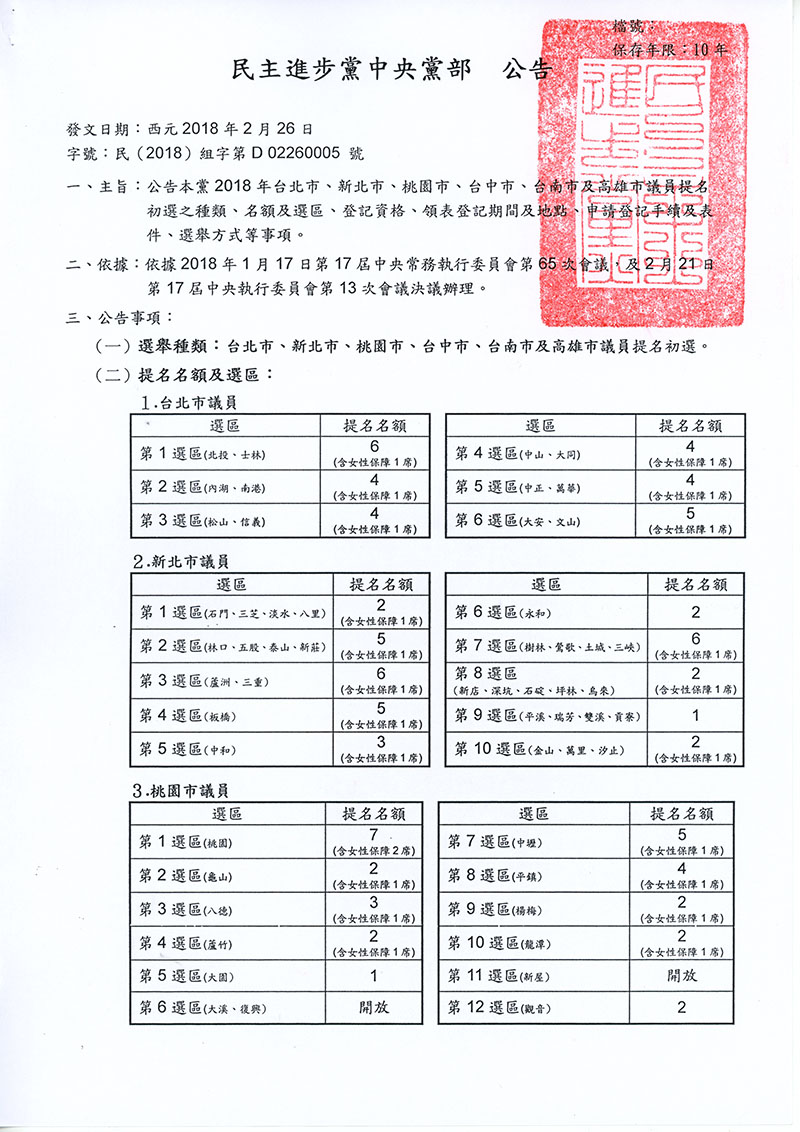 檔號：
保存年限：10 年
民主進步黨中央黨部 公告
發文日期：西元 2018 年 2 月 26 日
字號：民（2018）組字第 D 02260005 號
一、主旨：公告本黨 2018 年台北市、新北市、桃園市、台中市、台南市及高雄市議員提名
初選之種類、名額及選區、登記資格、領表登記期間及地點、申請登記手續及表
件、選舉方式等事項。
二、依據：依據 2018 年 1 月 17 日第 17 屆中央常務執行委員會第 65 次會議，及 2 月 21 日
第 17 屆中央執行委員會第 13 次會議決議辦理。
三、公告事項：
（一）選舉種類：台北市、新北市、桃園市、台中市、台南市及高雄市議員提名初選。
（二）提名名額及選區：
1.台北市議員
選區 提名名額
第 1 選區(北投、士林) 6
(含女性保障 1 席)
第 2 選區(內湖、南港) 4
(含女性保障 1 席)
第 3 選區(松山、信義) 4
(含女性保障 1 席)
選區 提名名額
第 4 選區(中山、大同) 4
(含女性保障 1 席)
第 5 選區(中正、萬華) 4
(含女性保障 1 席)
第 6 選區(大安、文山) 5
(含女性保障 1 席)
2.新北市議員
選區 提名名額
第 1 選區(石門、三芝、淡水、八里) 2
(含女性保障 1 席)
第 2 選區(林口、五股、泰山、新莊) 5
(含女性保障 1 席)
第 3 選區(蘆洲、三重) 6
(含女性保障 1 席)
第 4 選區(板橋) 5
(含女性保障 1 席)
第 5 選區(中和) 3
(含女性保障 1 席)
選區 提名名額
第 6 選區(永和) 2
第 7 選區(樹林、鶯歌、土城、三峽) 6
(含女性保障 1 席)
第 8 選區 2
(新店、深坑、石碇、坪林、烏來) (含女性保障 1 席)
第 9 選區(平溪、瑞芳、雙溪、貢寮) 1
第 10 選區(金山、萬里、汐止) 2
(含女性保障 1 席)
3.桃園市議員
選區 提名名額
第 1 選區(桃園) 7
(含女性保障 2 席)
第 2 選區(龜山) 2
(含女性保障 1 席)
第 3 選區(八德) 3
(含女性保障 1 席)
第 4 選區(蘆竹) 2
(含女性保障 1 席)
第 5 選區(大園) 1
第 6 選區(大溪、復興) 開放
選區 提名名額
第 7 選區(中壢) 5
(含女性保障 1 席)
第 8 選區(平鎮) 4
(含女性保障 1 席)
第 9 選區(楊梅) 2
(含女性保障 1 席)
第 10 選區(龍潭) 2
(含女性保障 1 席)
第 11 選區(新屋) 開放
第 12 選區(觀音) 2